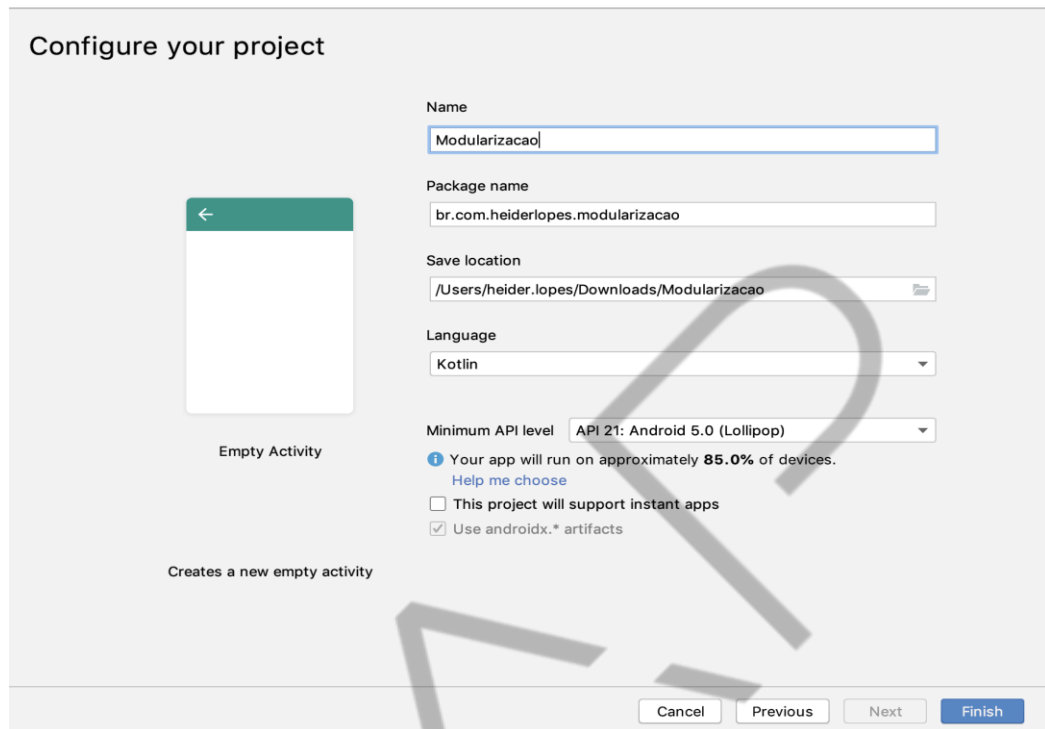 Configure your project
Name
Modularizacao
Package name
br.com.heiderlopes.modularizacao
Save location
/Users/heider.lopes/Downloads/Modularizacao
Language
Kotlin
Minimum API level API 21: Android 5.0 (Lollipop)
Empty Activity
Your app will run on approximately 85.0% of devices.
Help me choose
This project will support instant apps
Use androidx.* artifacts
Creates a new empty activity
Cancel Previous Next Finish